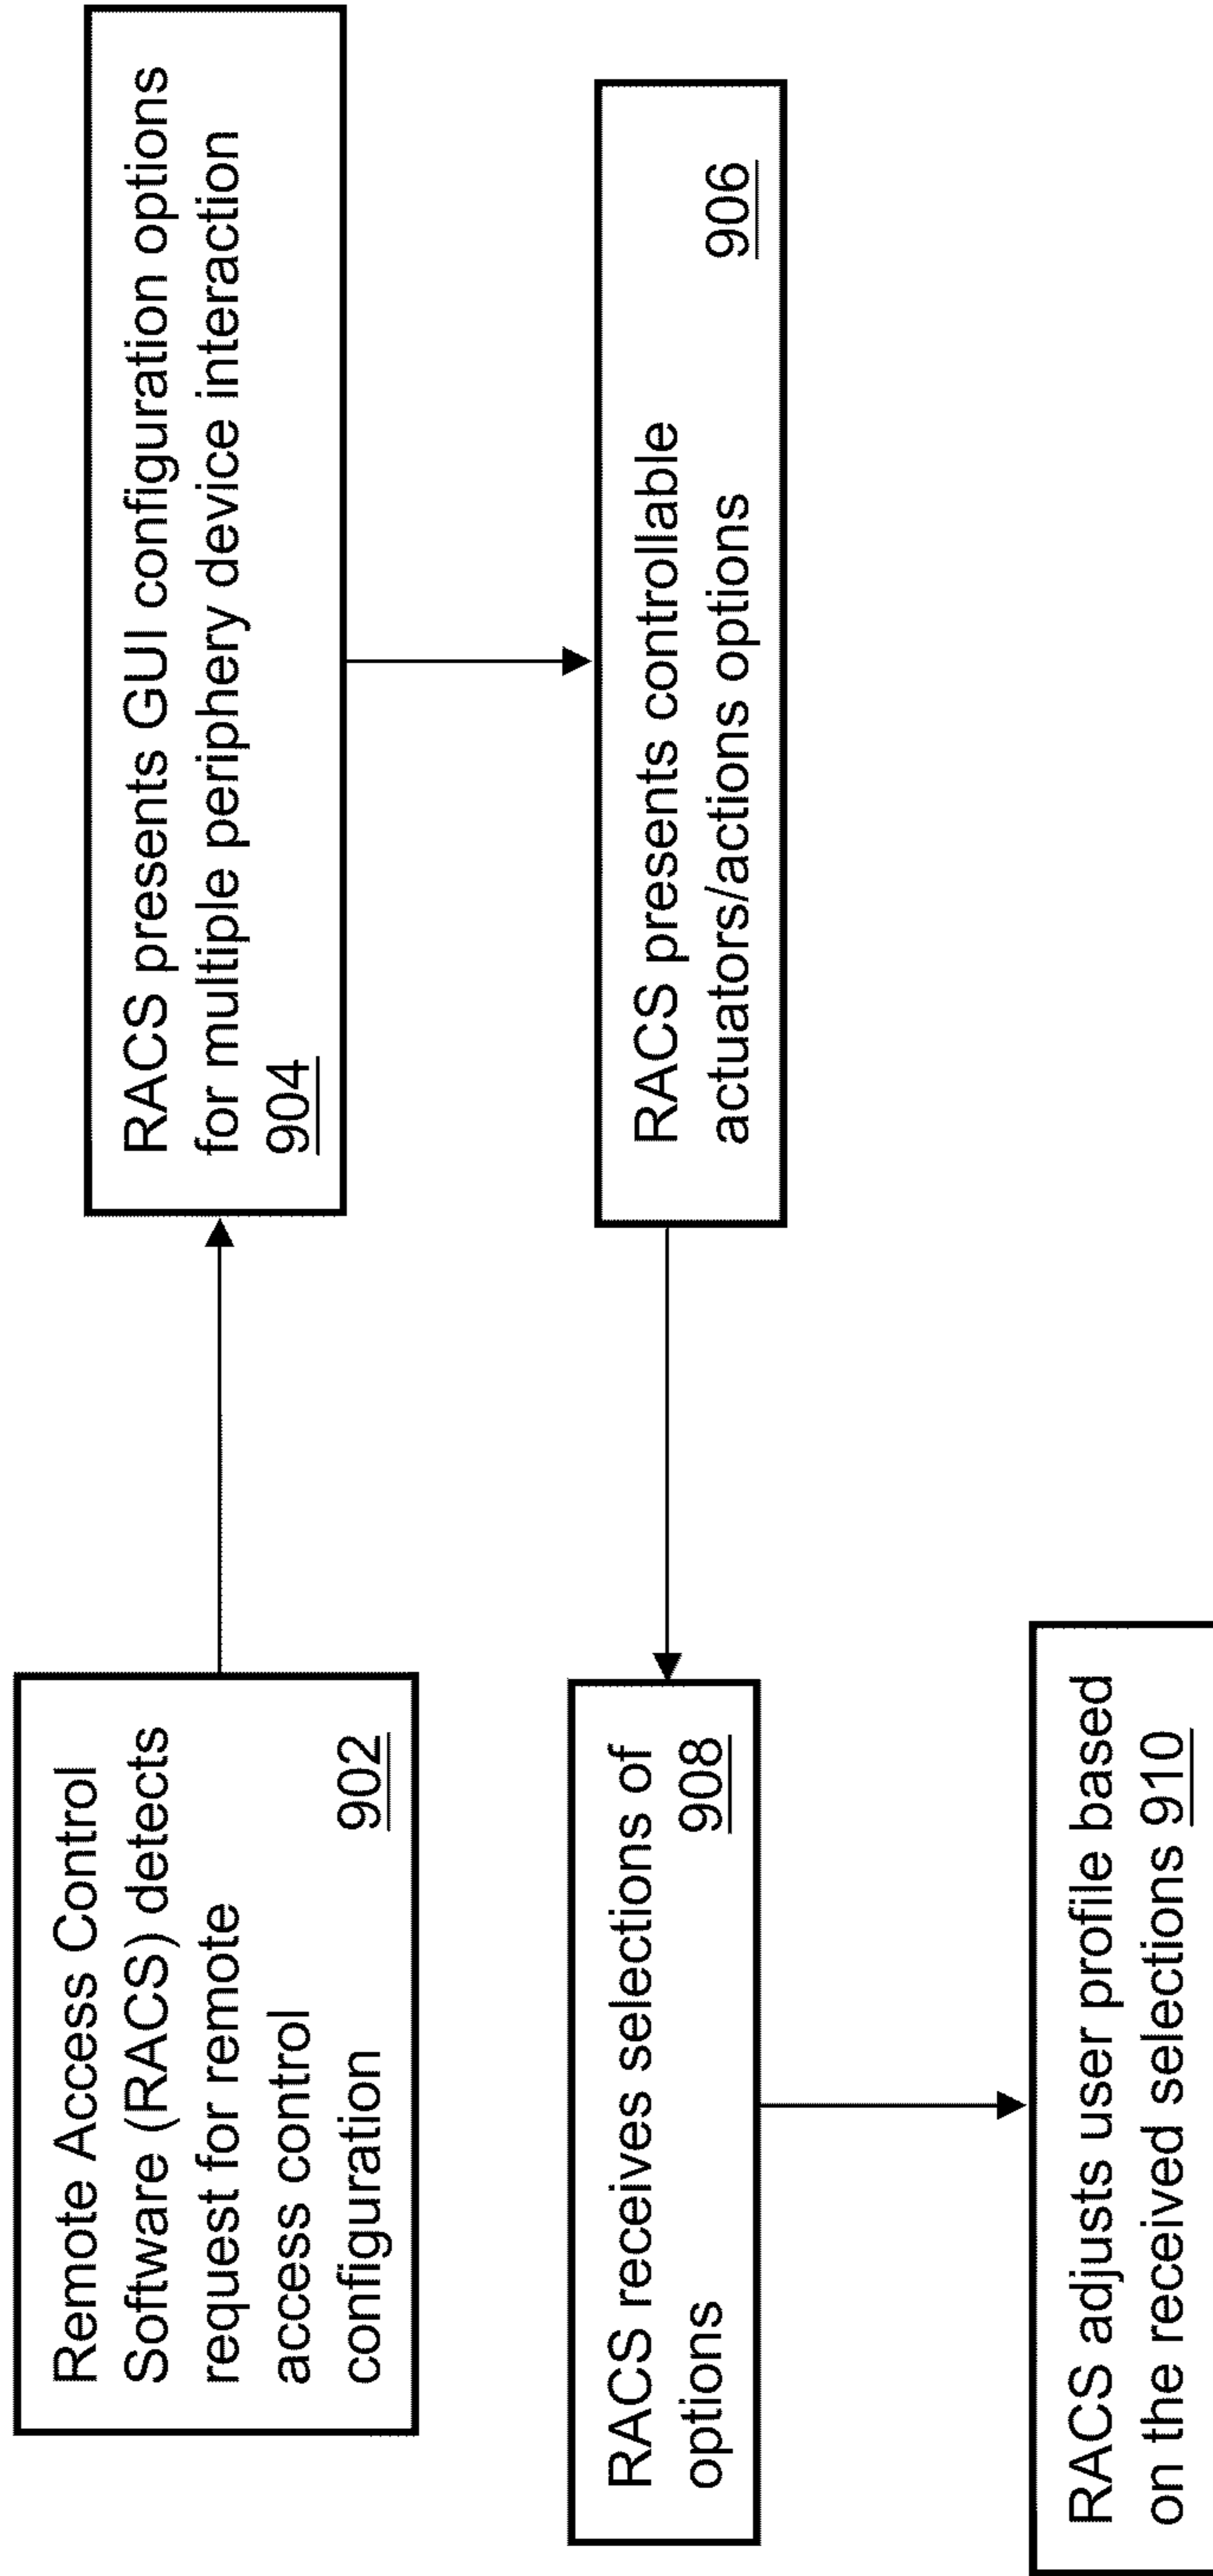 Remote Access Control
Software (RACS) detects
request for remote
access control
configuration
902
RACS presents GUI configuration options
for multiple periphery device interaction
904
RACS presents controllable
actuators/actions options
906
RACS receives selections of
options
908
RACS adjusts user profile based
on the received selections 910